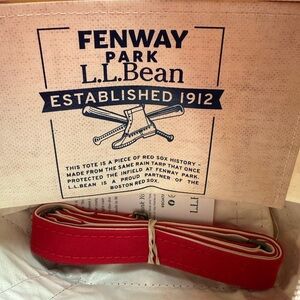 FENWAY
PARK
L.L.Bean
ESTABLISHED 1912
THIS TOTE IS A PIECE OF RED SOX HISTORY –
MADE FROM THE SAME RAIN TARP THAT ONCE
PROTECTED THE INFIELD AT FENWAY PARK.
L.L.BEAN IS A PROUD PARTNER OF THE
BOSTON RED SOX.